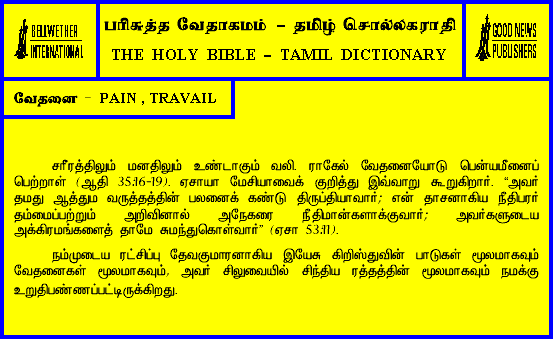 BELLWETHER
INTERNATIONAL
பரிசுத்த வேதாகமம் - தமிழ் சொல்லகராதி
THE HOLY BIBLE - TAMIL DICTIONARY
GOOD NEWS
PUBLISHERS
வேதனை - PAIN , TRAVAIL
சரீரத்திலும் மனதிலும் உண்டாகும் வலி. ராகேல் வேதனையோடு பென்யமீனைப்
பெற்றாள் (ஆதி 35:16-19). ஏசாயா மேசியாவைக் குறித்து இவ்வாறு கூறுகிறார். "அவர்
தமது ஆத்தும வருத்தத்தின் பலனைக் கண்டு திருப்தியாவார்; என் தாசனாகிய நீதிபரர்
தம்மைப்பற்றும் அறிவினால் அநேகரை நீதிமான்களாக்குவார்; அவர்களுடைய
அக்கிரமங்களைத் தாமே சுமந்துகொள்வார்" (ஏசா 53:11).
நம்முடைய ரட்சிப்பு தேவகுமாரனாகிய இயேசு கிறிஸ்துவின் பாடுகள் மூலமாகவும்
வேதனைகள் மூலமாகவும், அவர் சிலுவையில் சிந்திய ரத்தத்தின் மூலமாகவும் நமக்கு
உறுதிபண்ணப்பட்டிருக்கிறது.